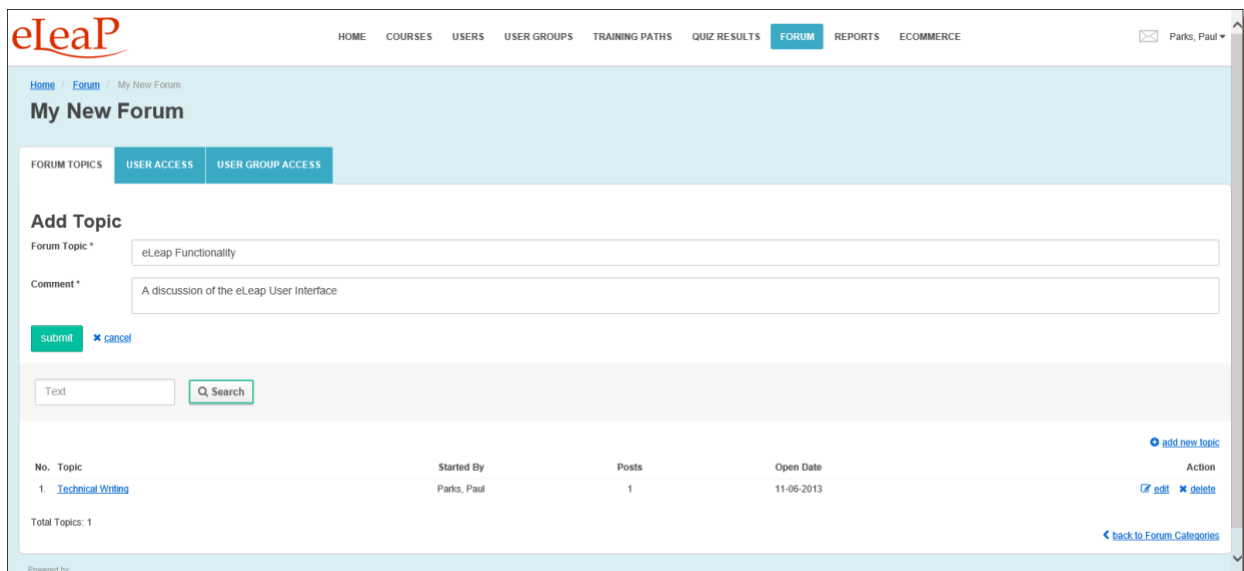 eLeaP
HOME COURSES USERS USER GROUPS TRAINING PATHS QUIZ RESULTS FORUM REPORTS ECOMMERCE Parks, Paul
Home / Forum / My New Forum
My New Forum
FORUM TOPICS USER ACCESS USER GROUP ACCESS
Add Topic
Forum Topic * eLeap Functionality
Comment * A discussion of the eLeap User Interface
submit cancel
Text Search
add new topic
No. Topic Started By Posts Open Date Action
1. Technical Writing Parks, Paul 1 11-06-2013 edit delete
Total Topics: 1
back to Forum Categories
Powered by